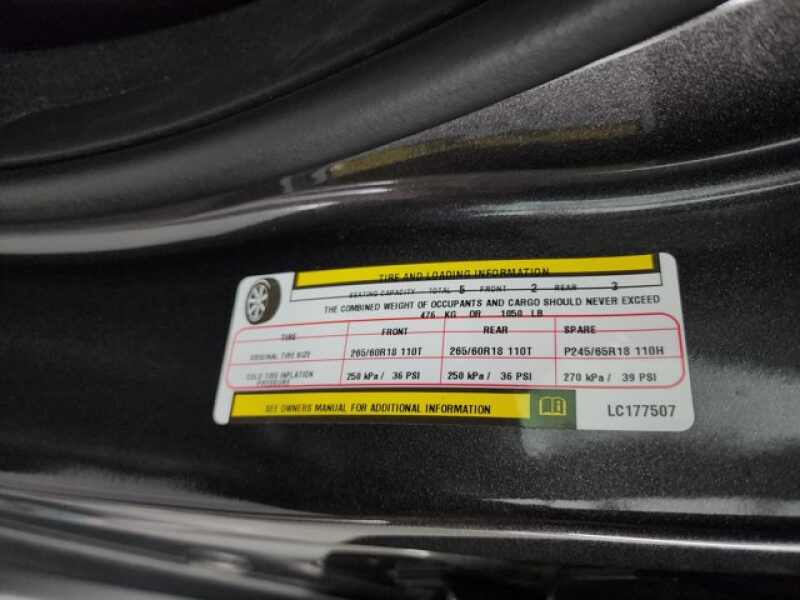 TIRE AND LOADING INFORMATION
SEATING CAPACITY - TOTAL 5 FRONT 2 REAR 3
THE COMBINED WEIGHT OF OCCUPANTS AND CARGO SHOULD NEVER EXCEED
476 KG OR 1050 LB
TIRE FRONT REAR SPARE
ORIGINAL TIRE SIZE 265/60R18 110T 265/60R18 110T P245/65R18 110H
COLD TIRE INFLATION PRESSURE 250 kPa / 36 PSI 250 kPa / 36 PSI 270 kPa / 39 PSI
SEE OWNERS MANUAL FOR ADDITIONAL INFORMATION
LC177507